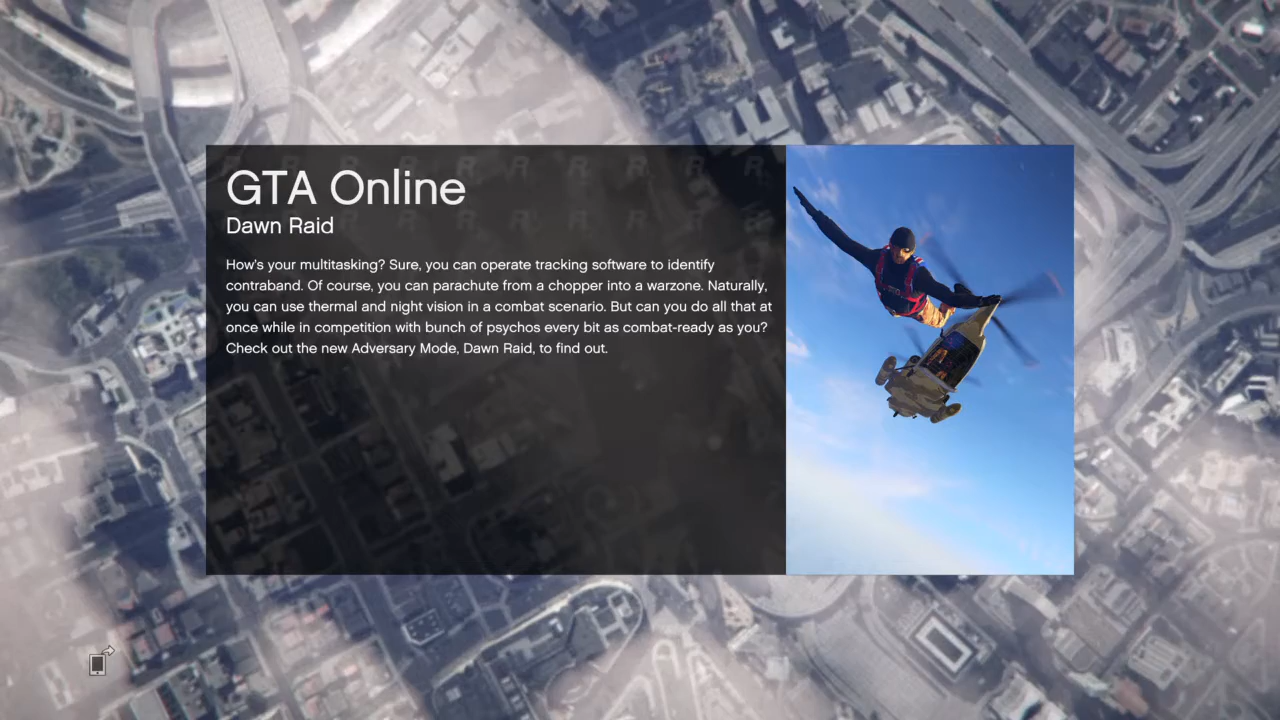 GTA Online
Dawn Raid
How's your multitasking? Sure, you can operate tracking software to identify
contraband. Of course, you can parachute from a chopper into a warzone. Naturally,
you can use thermal and night vision in a combat scenario. But can you do all that at
once while in competition with bunch of psychos every bit as combat-ready as you?
Check out the new Adversary Mode, Dawn Raid, to find out.